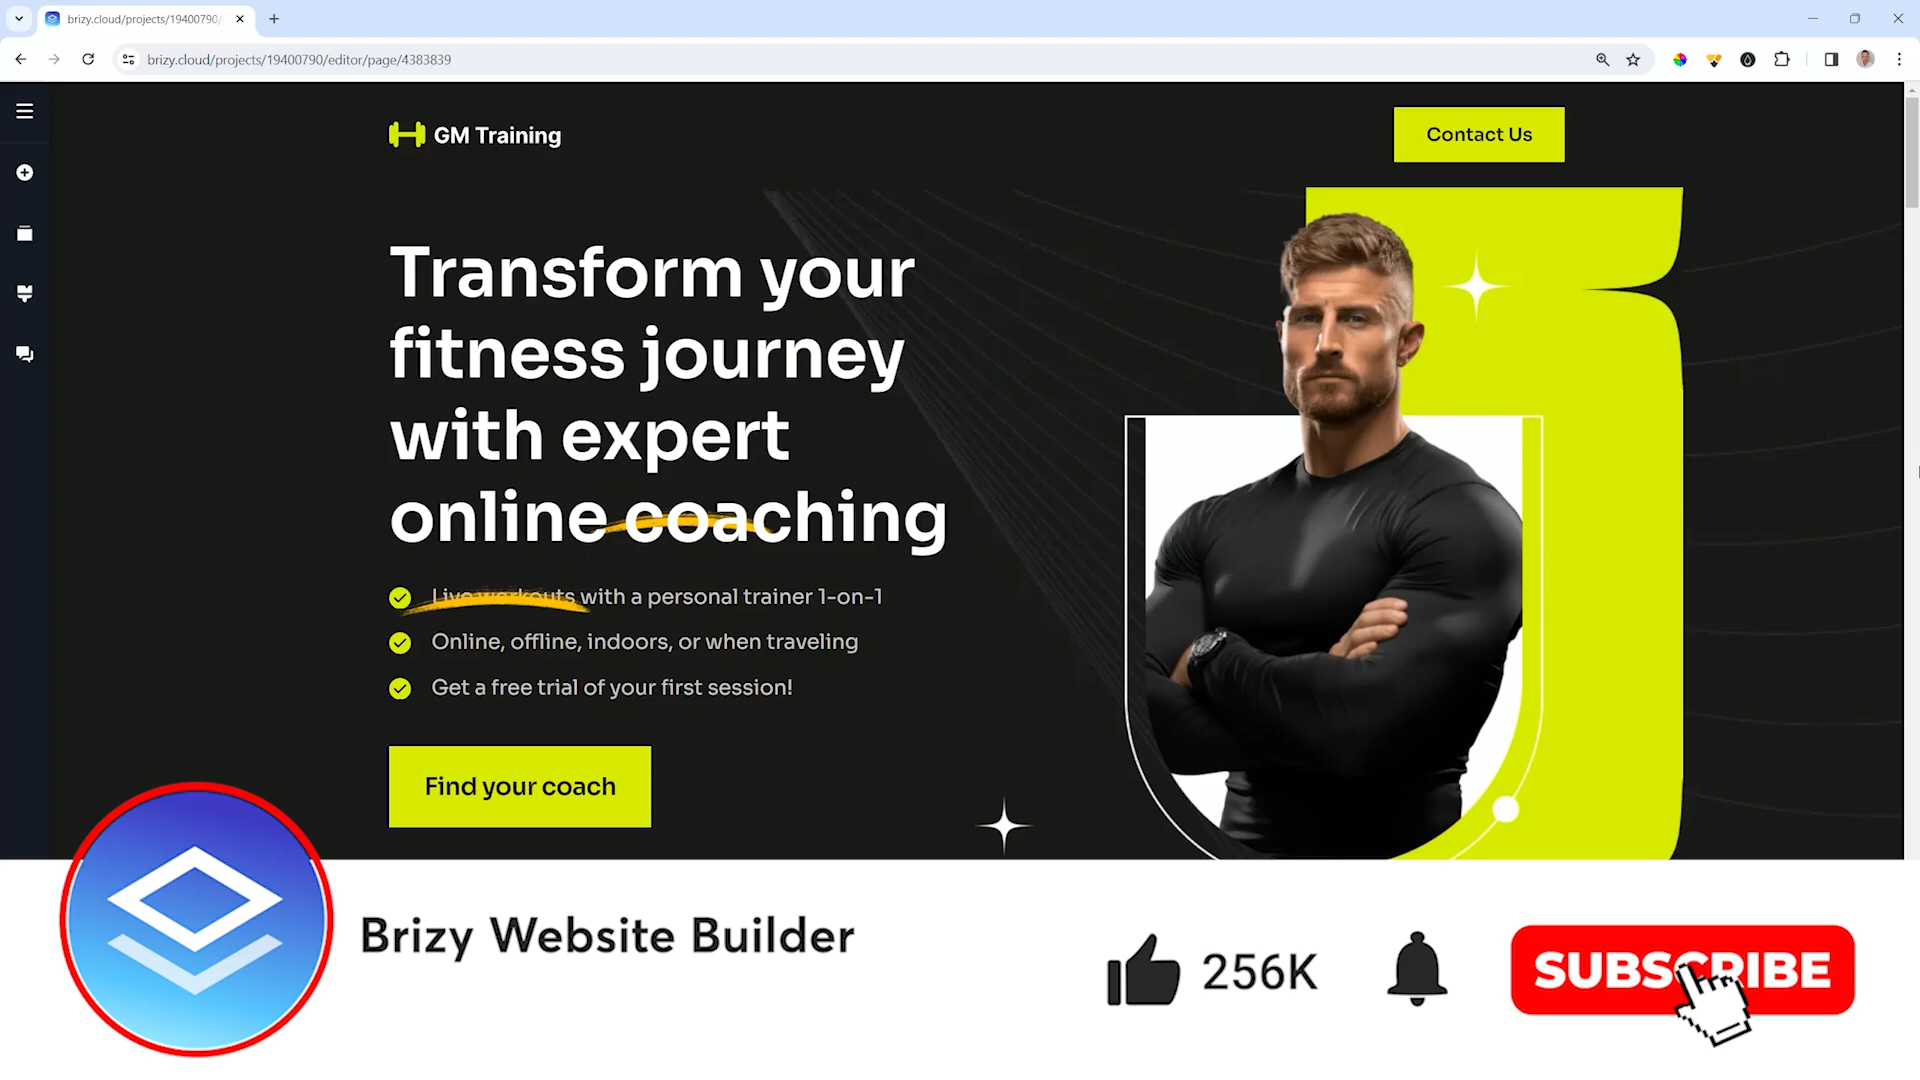 brizy.cloud/projects/19400790/
brizy.cloud/projects/19400790/editor/page/4383839
GM Training
Contact Us
Transform your
fitness journey
with expert
online coaching
Live workouts with a personal trainer 1-on-1
Online, offline, indoors, or when traveling
Get a free trial of your first session!
Find your coach
Brizy Website Builder
256K
SUBSCRIBE